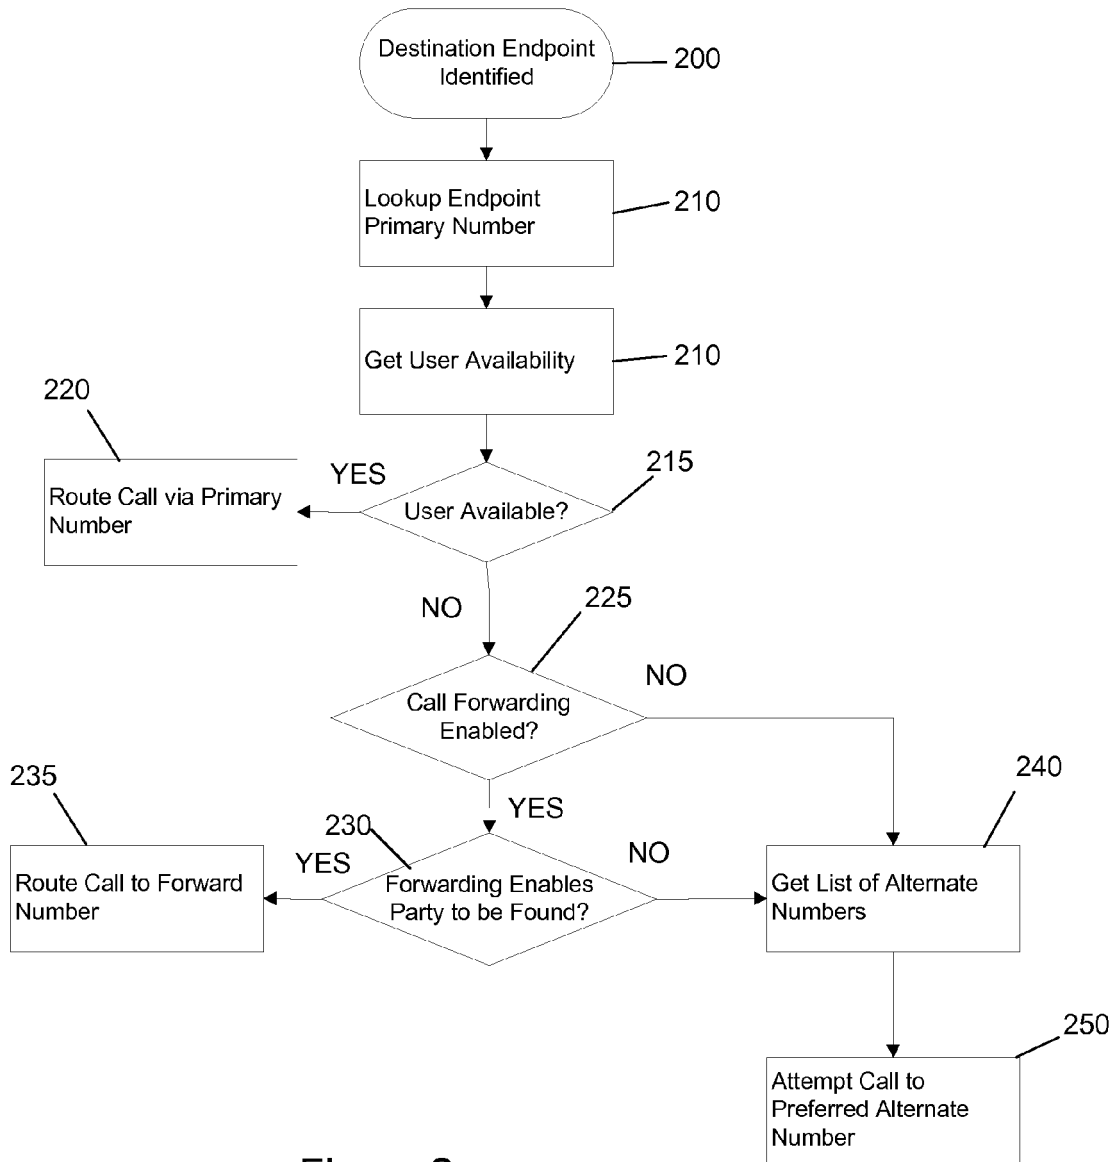 Destination Endpoint
Identified
200
Lookup Endpoint
Primary Number
210
Get User Availability
210
220
YES
215
Route Call via Primary
Number
User Available?
NO
225
Call Forwarding
Enabled?
NO
235
YES
240
230
YES
NO
Route Call to Forward
Number
Forwarding Enables
Party to be Found?
Get List of Alternate
Numbers
250
Attempt Call to
Preferred Alternate
Number